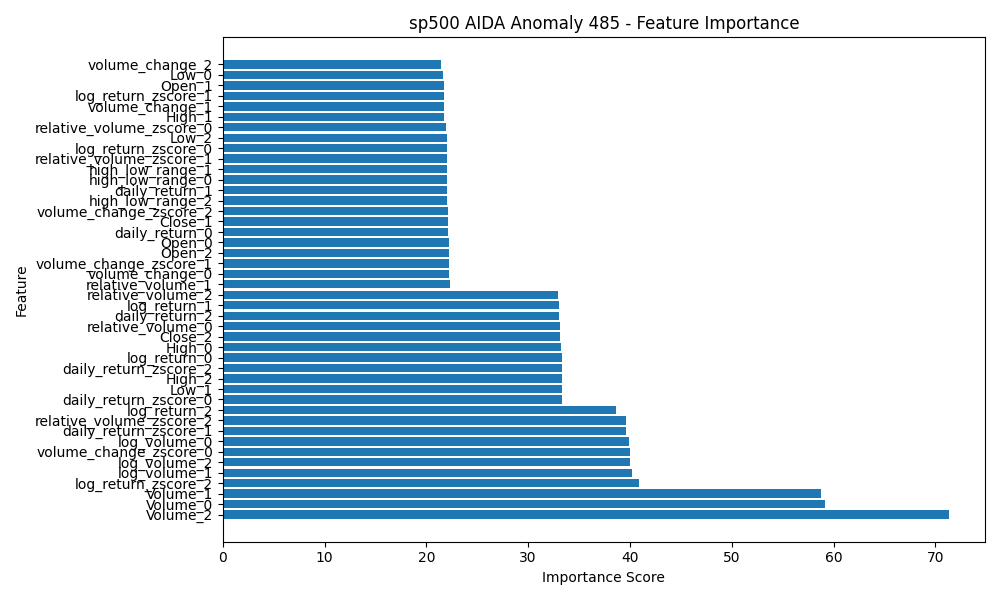 sp500 AIDA Anomaly 485 - Feature Importance
volume_change_2
Low_0
Open_1
log_return_zscore_1
volume_change_1
High_1
relative_volume_zscore_0
Low_2
log_return_zscore_0
relative_volume_zscore_1
high_low_range_1
high_low_range_0
daily_return_1
high_low_range_2
volume_change_zscore_2
Close_1
daily_return_0
Open_0
Open_2
volume_change_zscore_1
volume_change_0
relative_volume_1
relative_volume_2
log_return_1
daily_return_2
relative_volume_0
Close_2
High_0
log_return_0
daily_return_zscore_2
High_2
Low_1
daily_return_zscore_0
log_return_2
relative_volume_zscore_2
daily_return_zscore_1
log_volume_0
volume_change_zscore_0
log_volume_2
log_volume_1
log_return_zscore_2
Volume_1
Volume_0
Volume_2
Feature
0 10 20 30 40 50 60 70
Importance Score